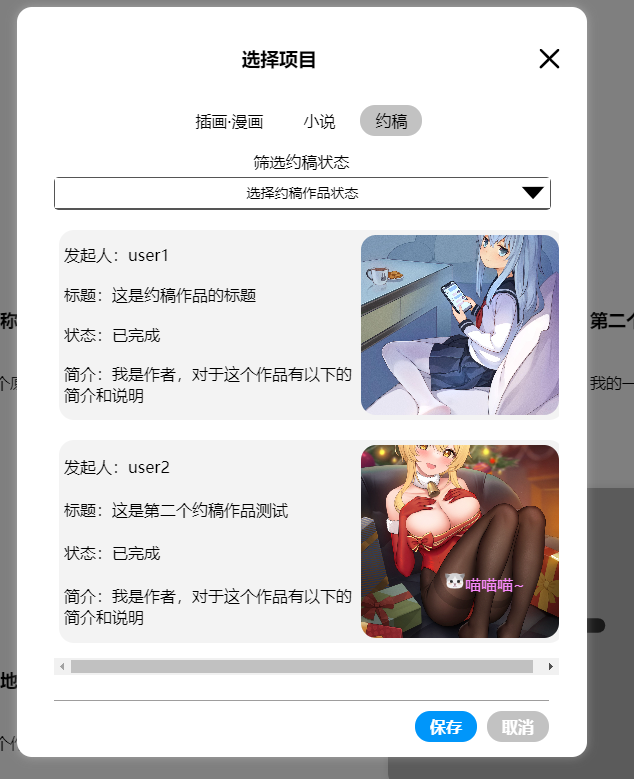 选择项目
插画·漫画 小说 约稿
筛选约稿状态
选择约稿作品状态
发起人：user1
标题：这是约稿作品的标题
状态：已完成
简介：我是作者，对于这个作品有以下的
简介和说明
称
第二个
个
我的一
发起人：user2
标题：这是第二个约稿作品测试
状态：已完成
简介：我是作者，对于这个作品有以下的
简介和说明
喵喵喵~
地
个
保存 取消